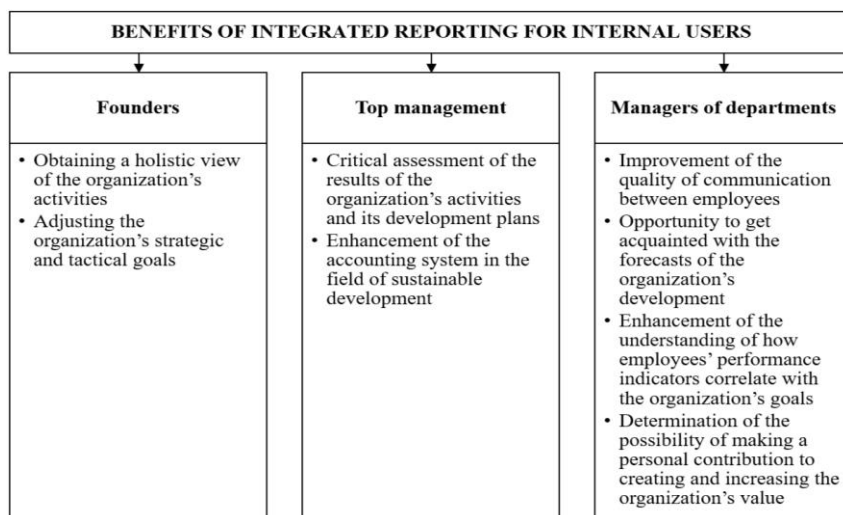 BENEFITS OF INTEGRATED REPORTING FOR INTERNAL USERS
Founders
• Obtaining a holistic view
of the organization’s
activities
• Adjusting the
organization’s strategic
and tactical goals
Top management
• Critical assessment of the
results of the
organization’s activities
and its development plans
• Enhancement of the
accounting system in the
field of sustainable
development
Managers of departments
• Improvement of the
quality of communication
between employees
• Opportunity to get
acquainted with the
forecasts of the
organization’s
development
• Enhancement of the
understanding of how
employees’ performance
indicators correlate with
the organization’s goals
• Determination of the
possibility of making a
personal contribution to
creating and increasing the
organization’s value